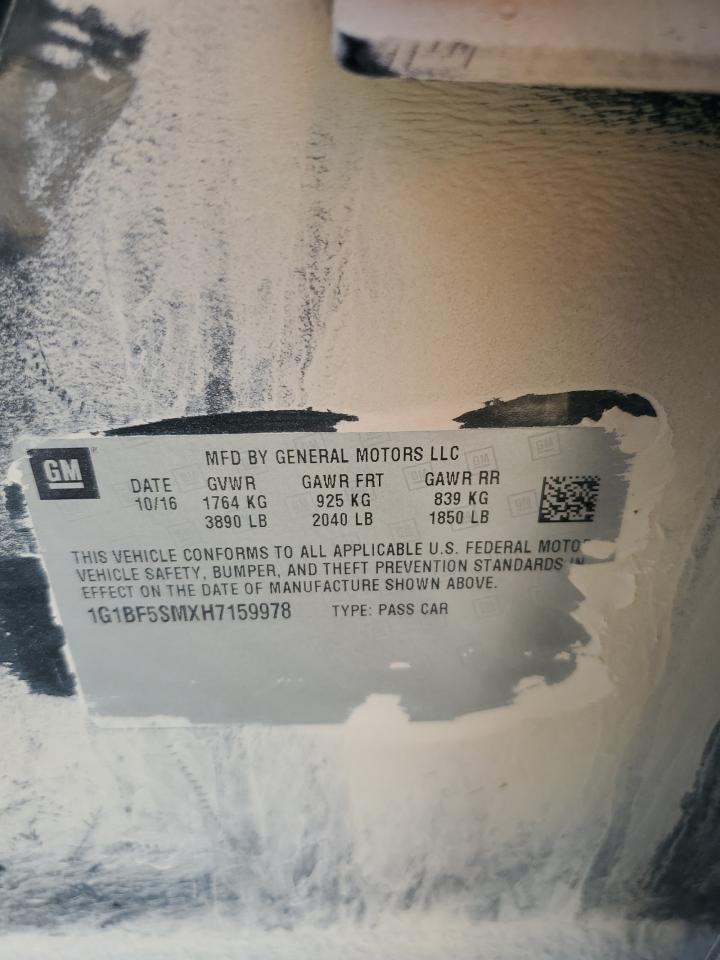 GM
MFD BY GENERAL MOTORS LLC
DATE GVWR GAWR FRT GAWR RR
10/16 1764 KG 925 KG 839 KG
3890 LB 2040 LB 1850 LB
THIS VEHICLE CONFORMS TO ALL APPLICABLE U.S. FEDERAL MOTOR
VEHICLE SAFETY, BUMPER, AND THEFT PREVENTION STANDARDS IN
EFFECT ON THE DATE OF MANUFACTURE SHOWN ABOVE.
1G1BF5SMXH7159978 TYPE: PASS CAR